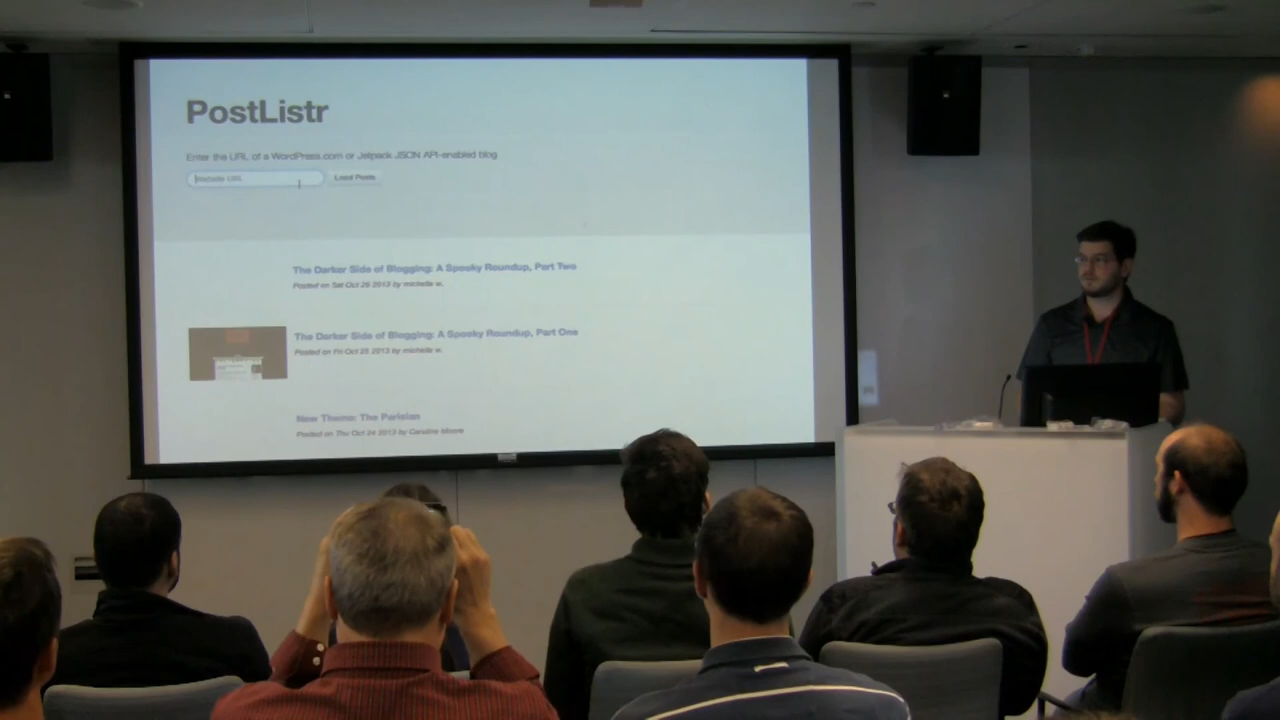 PostListr
Enter the URL of a WordPress.com or Jetpack JSON API-enabled blog
Website URL
Load Posts
The Darker Side of Blogging: A Spooky Roundup, Part Two
Posted on Sat Oct 26 2013 by michelle w.
The Darker Side of Blogging: A Spooky Roundup, Part One
Posted on Fri Oct 25 2013 by michelle w.
New Theme: The Parisian
Posted on Thu Oct 24 2013 by Caroline Moore